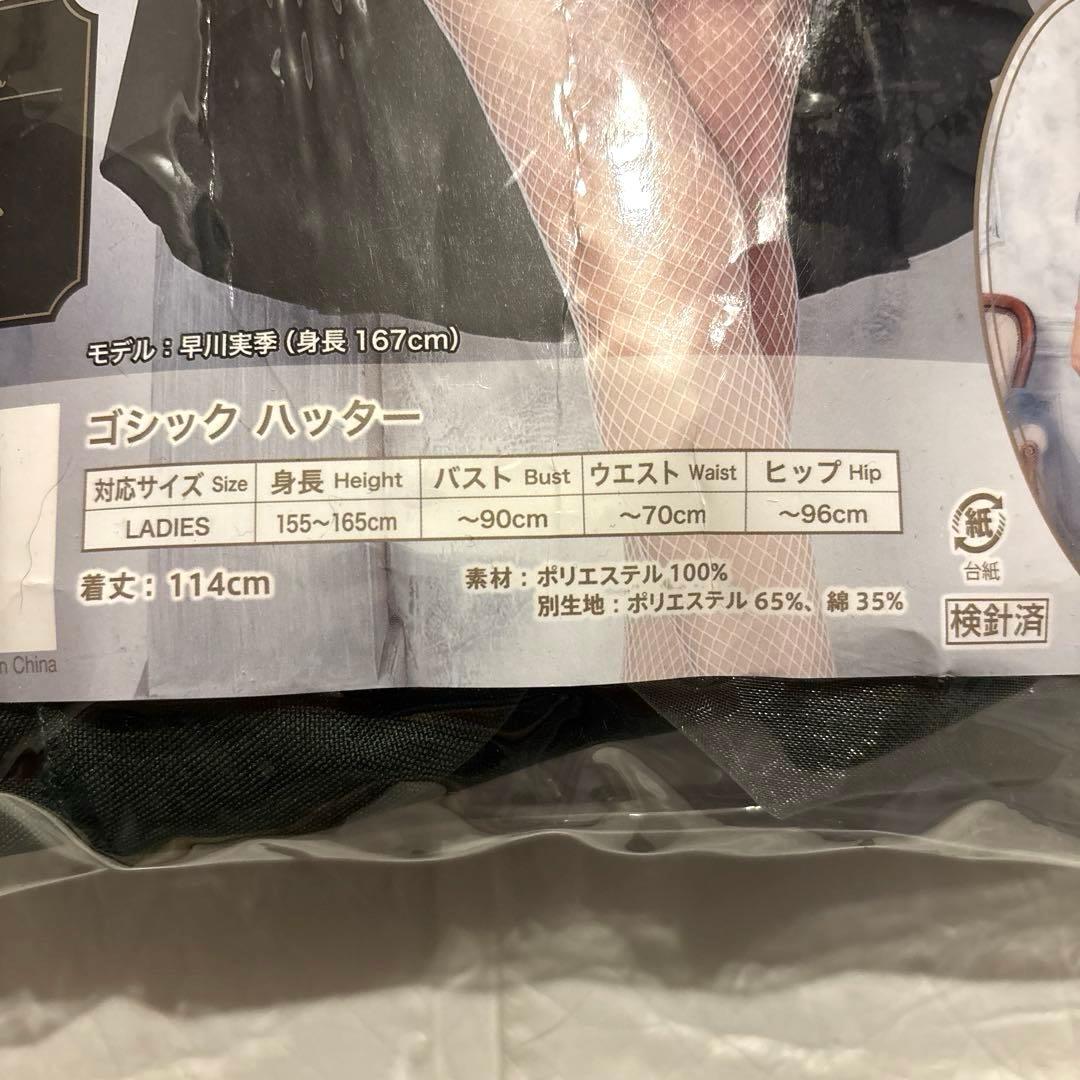 モデル：早川実季（身長 167cm）
ゴシック ハッター
対応サイズ Size 身長 Height バスト Bust ウエスト Waist ヒップ Hip
LADIES 155〜165cm 〜90cm 〜70cm 〜96cm
着丈：114cm
素材：ポリエステル 100%
別生地：ポリエステル 65%、綿 35%
紙
台紙
検針済
n China